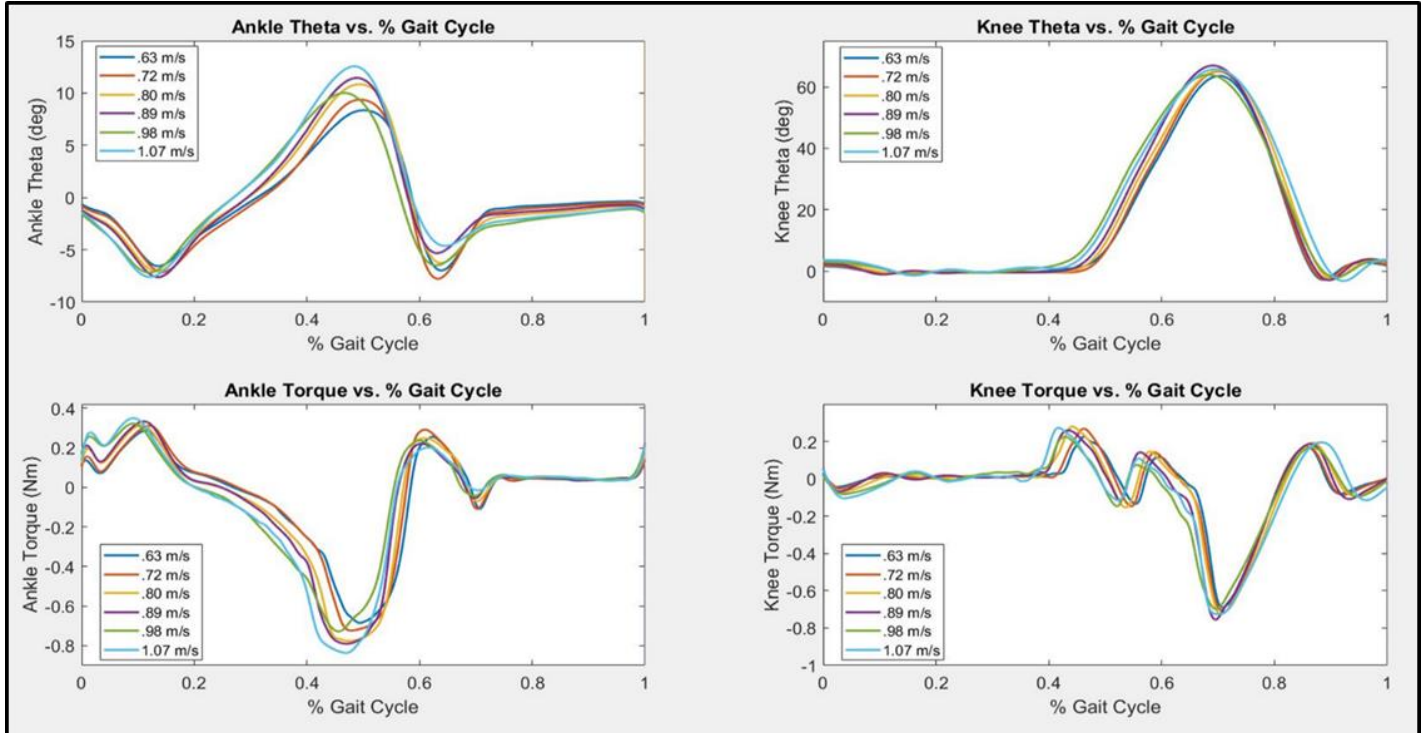 Ankle Theta vs. % Gait Cycle
15
10
5
0
-5
-10
Ankle Theta (deg)
.63 m/s
.72 m/s
.80 m/s
.89 m/s
.98 m/s
1.07 m/s
0 0.2 0.4 0.6 0.8 1
% Gait Cycle
Knee Theta vs. % Gait Cycle
60
40
20
0
Knee Theta (deg)
.63 m/s
.72 m/s
.80 m/s
.89 m/s
.98 m/s
1.07 m/s
0 0.2 0.4 0.6 0.8 1
% Gait Cycle
Ankle Torque vs. % Gait Cycle
0.4
0.2
0
-0.2
-0.4
-0.6
-0.8
Ankle Torque (Nm)
.63 m/s
.72 m/s
.80 m/s
.89 m/s
.98 m/s
1.07 m/s
0 0.2 0.4 0.6 0.8 1
% Gait Cycle
Knee Torque vs. % Gait Cycle
0.2
0
-0.2
-0.4
-0.6
-0.8
-1
Knee Torque (Nm)
.63 m/s
.72 m/s
.80 m/s
.89 m/s
.98 m/s
1.07 m/s
0 0.2 0.4 0.6 0.8 1
% Gait Cycle